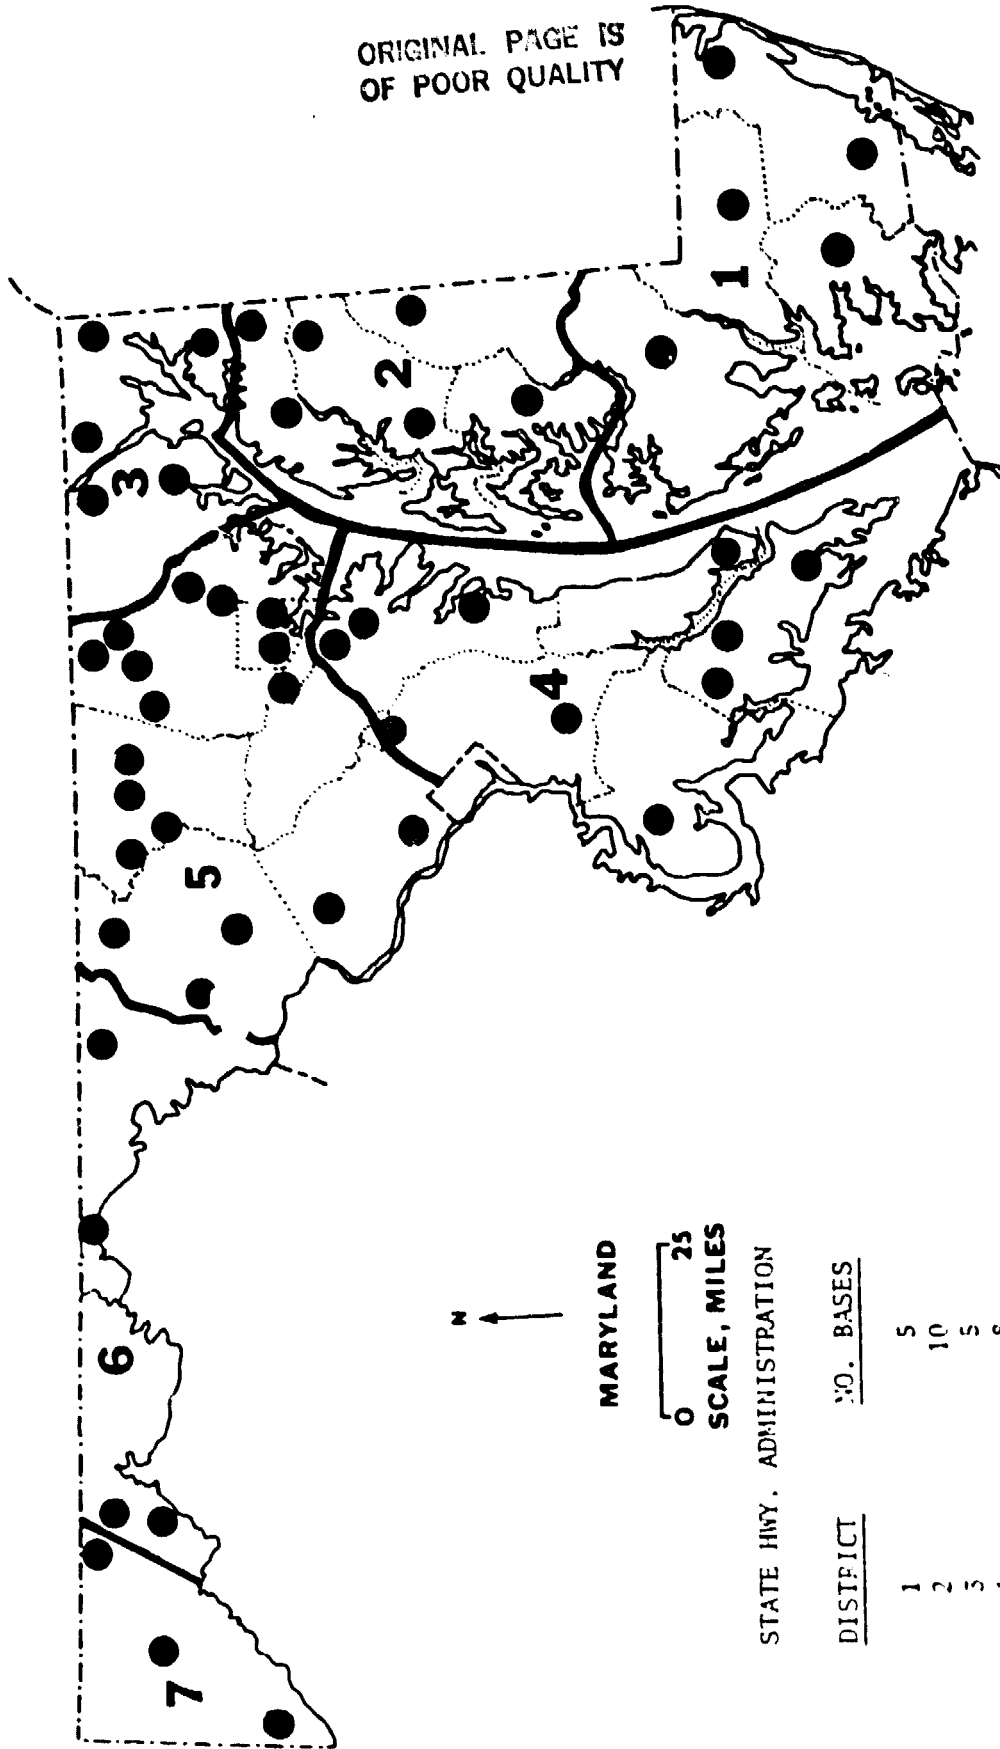 ORIGINAL PAGE IS
OF POOR QUALITY
1
2
3
4
5
6
7
N
MARYLAND
0 25
SCALE, MILES
STATE HWY. ADMINISTRATION
DISTRICT NO. BASES
1 5
2 10
3 5